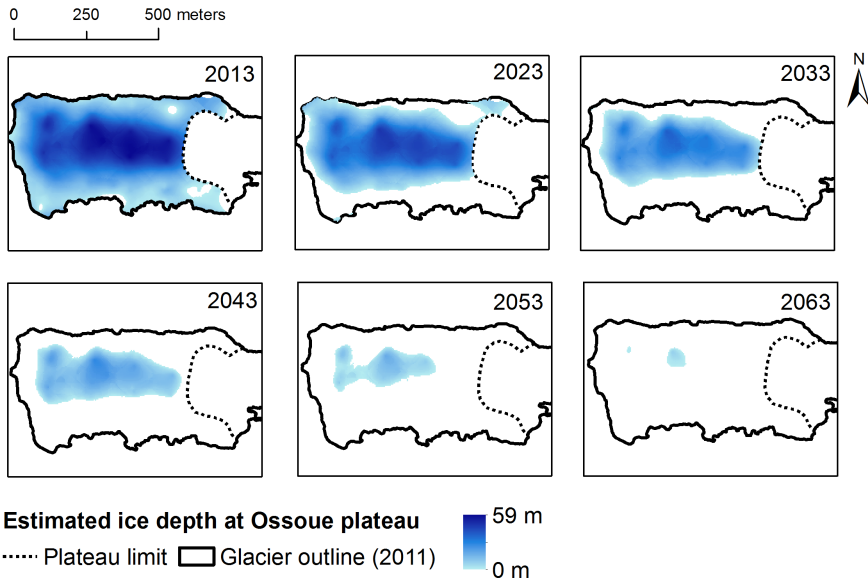 0 250 500 meters
2013
2023
2033
N
2043
2053
2063
Estimated ice depth at Ossoue plateau
59 m
Plateau limit
Glacier outline (2011)
0 m